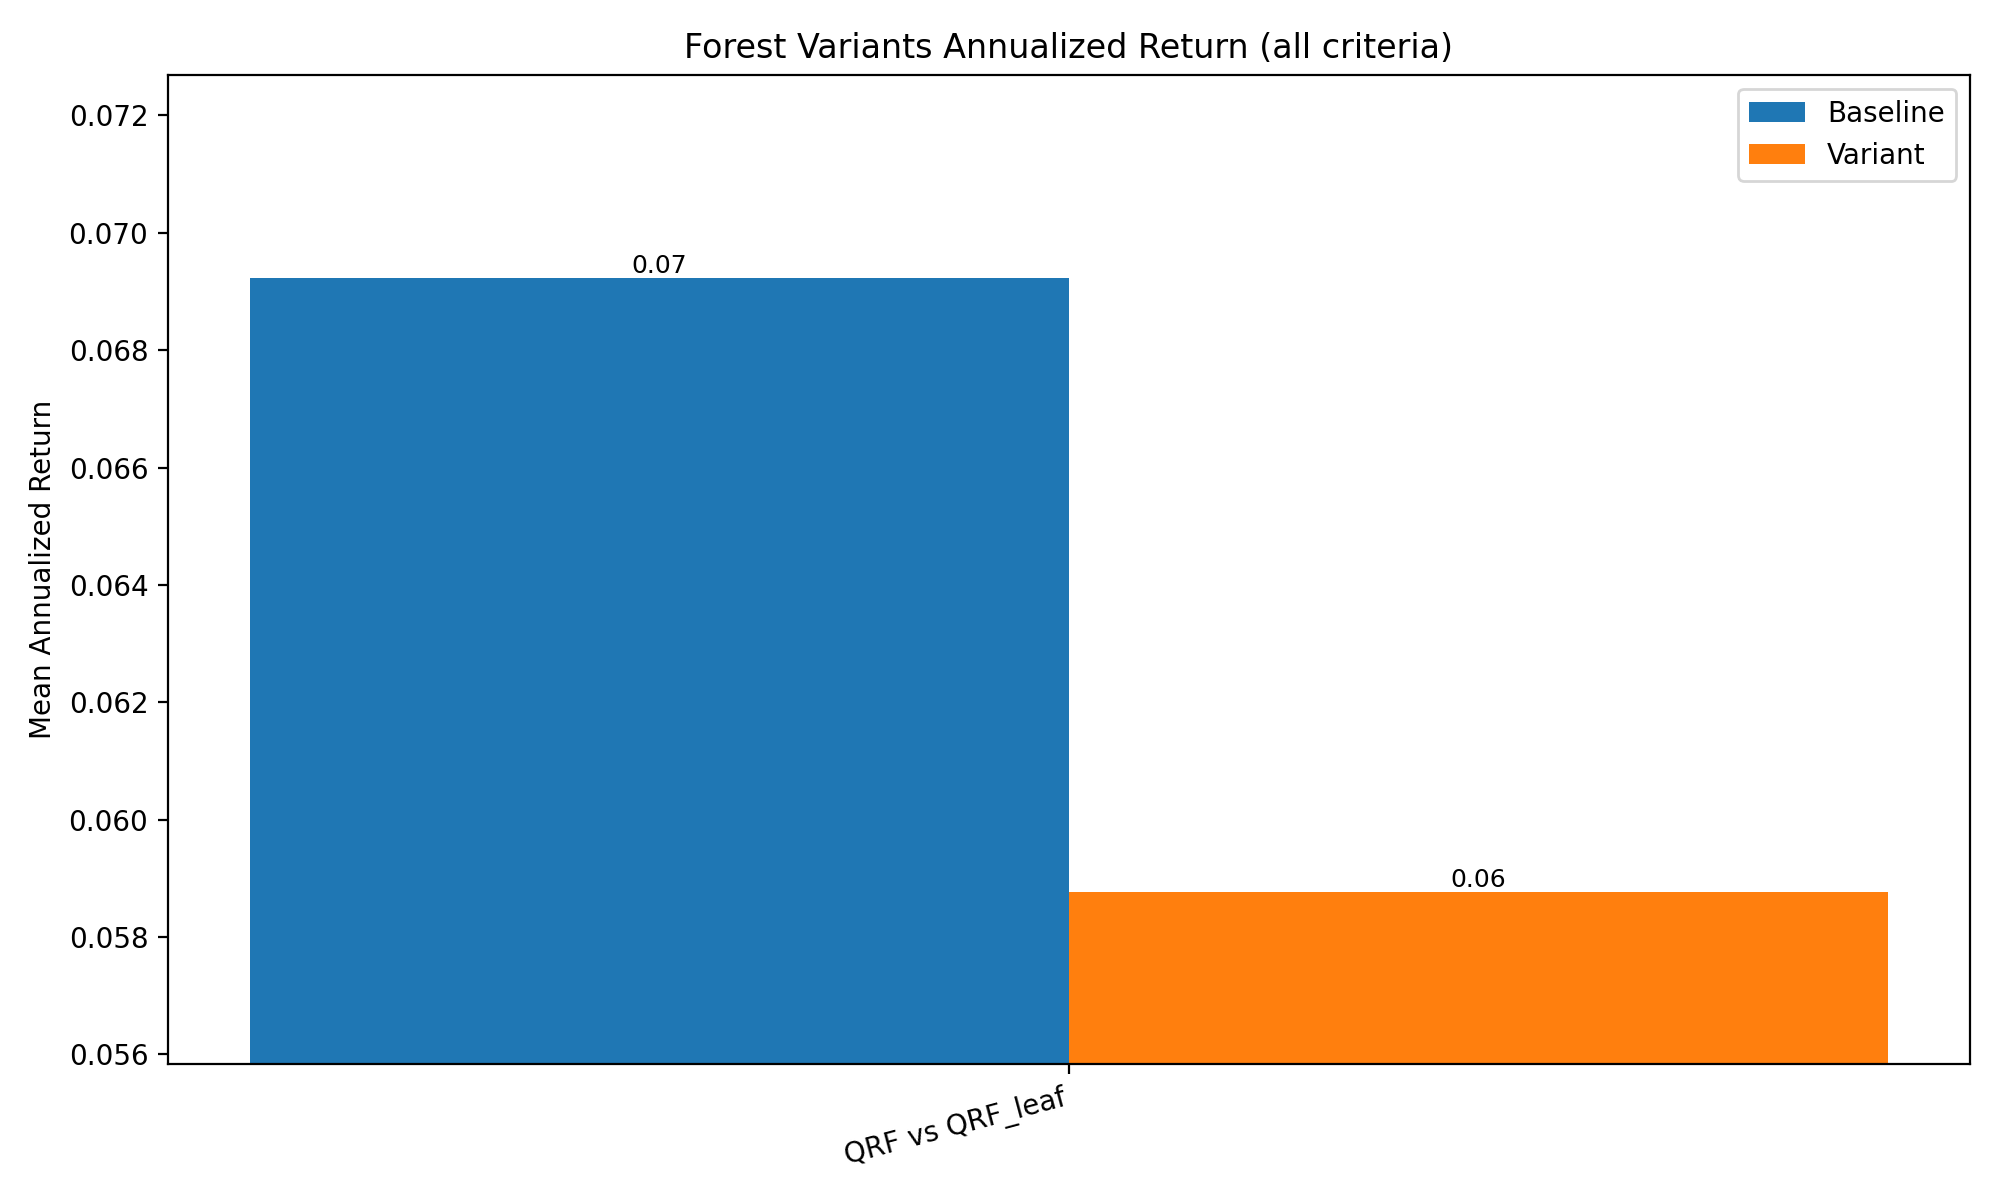 Forest Variants Annualized Return (all criteria)
Baseline
Variant
Mean Annualized Return
0.072
0.070
0.068
0.066
0.064
0.062
0.060
0.058
0.056
0.07
0.06
QRF vs QRF_leaf